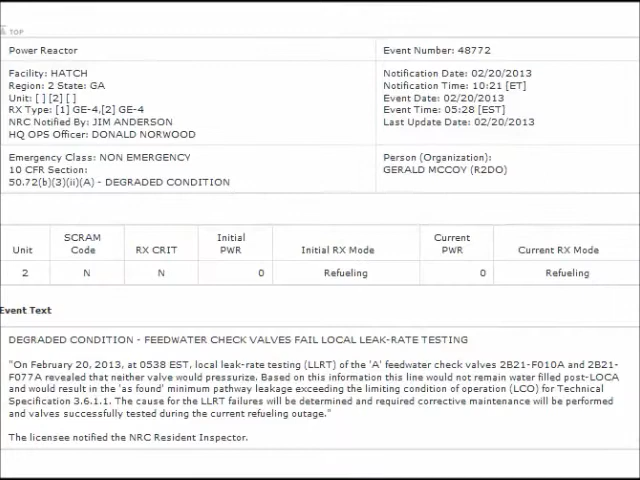 TOP
Power Reactor
Event Number: 48772
Facility: HATCH
Region: 2 State: GA
Unit: [ ] [2] [ ]
RX Type: [1] GE-4,[2] GE-4
NRC Notified By: JIM ANDERSON
HQ OPS Officer: DONALD NORWOOD
Notification Date: 02/20/2013
Notification Time: 10:21 [ET]
Event Date: 02/20/2013
Event Time: 05:28 [EST]
Last Update Date: 02/20/2013
Emergency Class: NON EMERGENCY
10 CFR Section:
50.72(b)(3)(ii)(A) - DEGRADED CONDITION
Person (Organization):
GERALD MCCOY (R2DO)
Unit SCRAM Code RX CRIT Initial PWR Initial RX Mode Current PWR Current RX Mode
2 N N 0 Refueling 0 Refueling
Event Text
DEGRADED CONDITION - FEEDWATER CHECK VALVES FAIL LOCAL LEAK-RATE TESTING
"On February 20, 2013, at 0538 EST, local leak-rate testing (LLRT) of the 'A' feedwater check valves 2B21-F010A and 2B21-
F077A revealed that neither valve would pressurize. Based on this information this line would not remain water filled post-LOCA
and would result in the 'as found' minimum pathway leakage exceeding the limiting condition of operation (LCO) for Technical
Specification 3.6.1.1. The cause for the LLRT failures will be determined and required corrective maintenance will be performed
and valves successfully tested during the current refueling outage."
The licensee notified the NRC Resident Inspector.